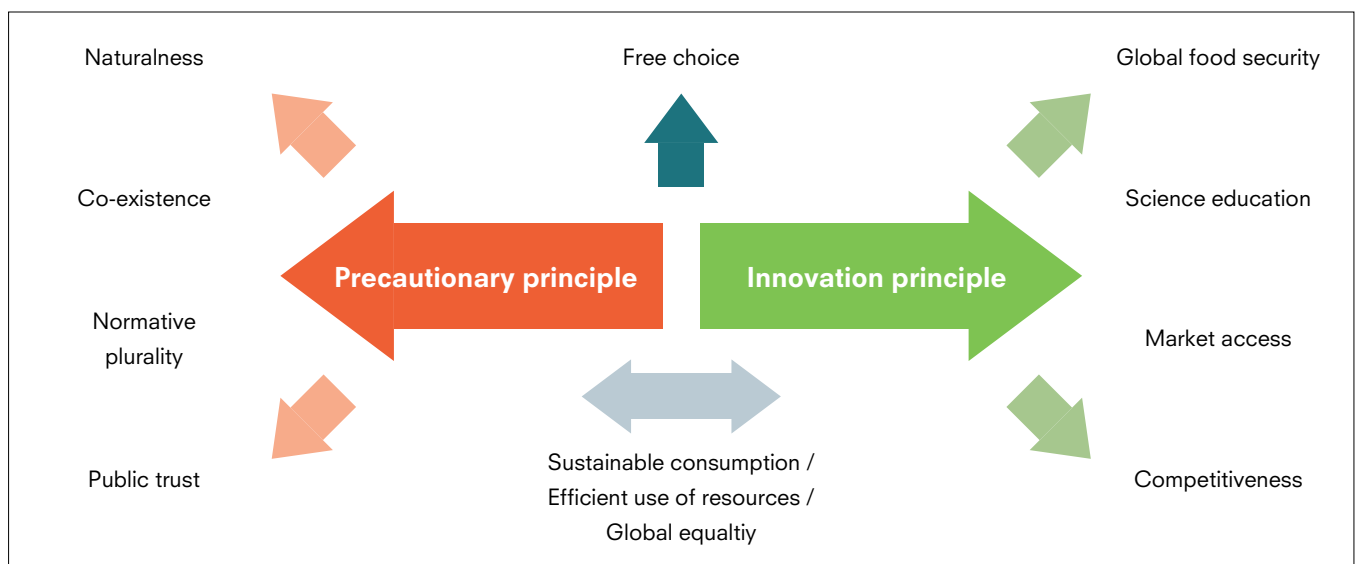 Naturalness
Free choice
Global food security
Co-existence
Science education
Precautionary principle
Innovation principle
Normative
plurality
Market access
Public trust
Sustainable consumption /
Efficient use of resources /
Global equaltiy
Competitiveness